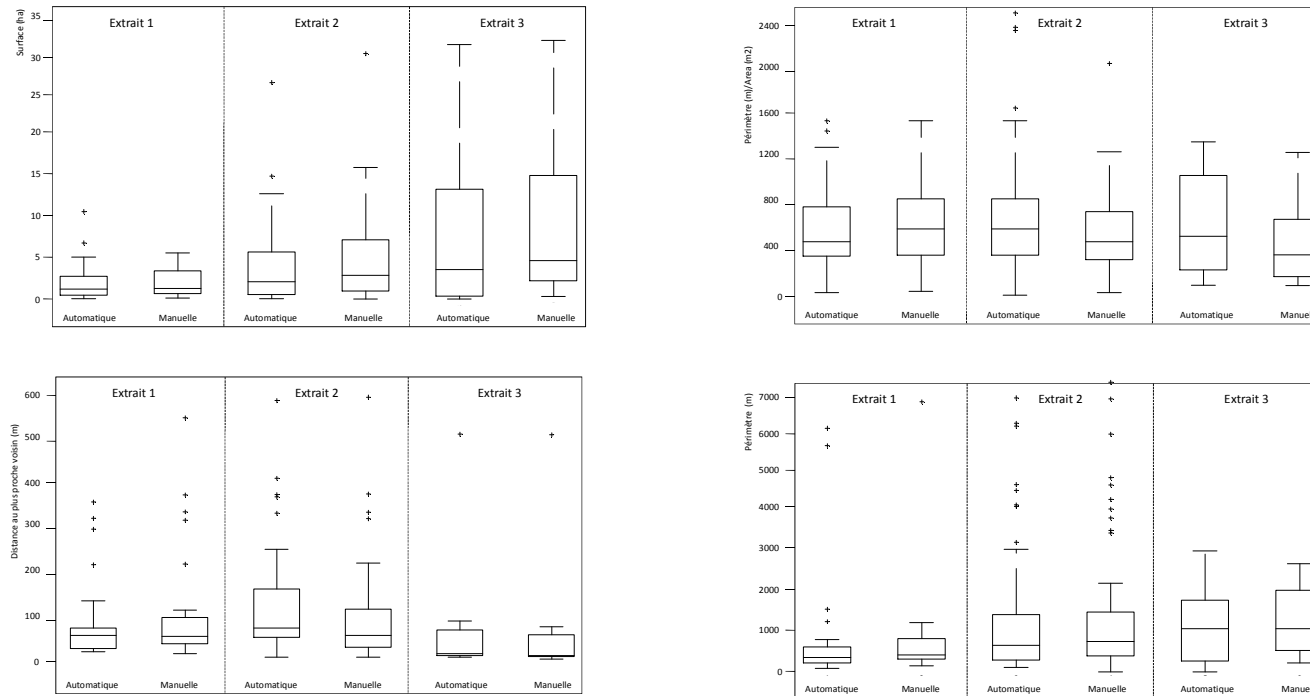 Surface (ha)
35
30
25
20
15
10
5
0
Extrait 1
Extrait 2
Extrait 3
Automatique
Manuelle
Automatique
Manuelle
Automatique
Manuelle
Périmètre (m)/Area (m2)
2400
2000
1600
1200
800
400
0
Extrait 1
Extrait 2
Extrait 3
Automatique
Manuelle
Automatique
Manuelle
Automatique
Manuel
Distance au plus proche voisin (m)
600
500
400
300
200
100
0
Extrait 1
Extrait 2
Extrait 3
Automatique
Manuelle
Automatique
Manuelle
Automatique
Manuelle
Périmètre (m)
7000
6000
5000
4000
3000
2000
1000
0
Extrait 1
Extrait 2
Extrait 3
Automatique
Manuelle
Automatique
Manuelle
Automatique
Manuel